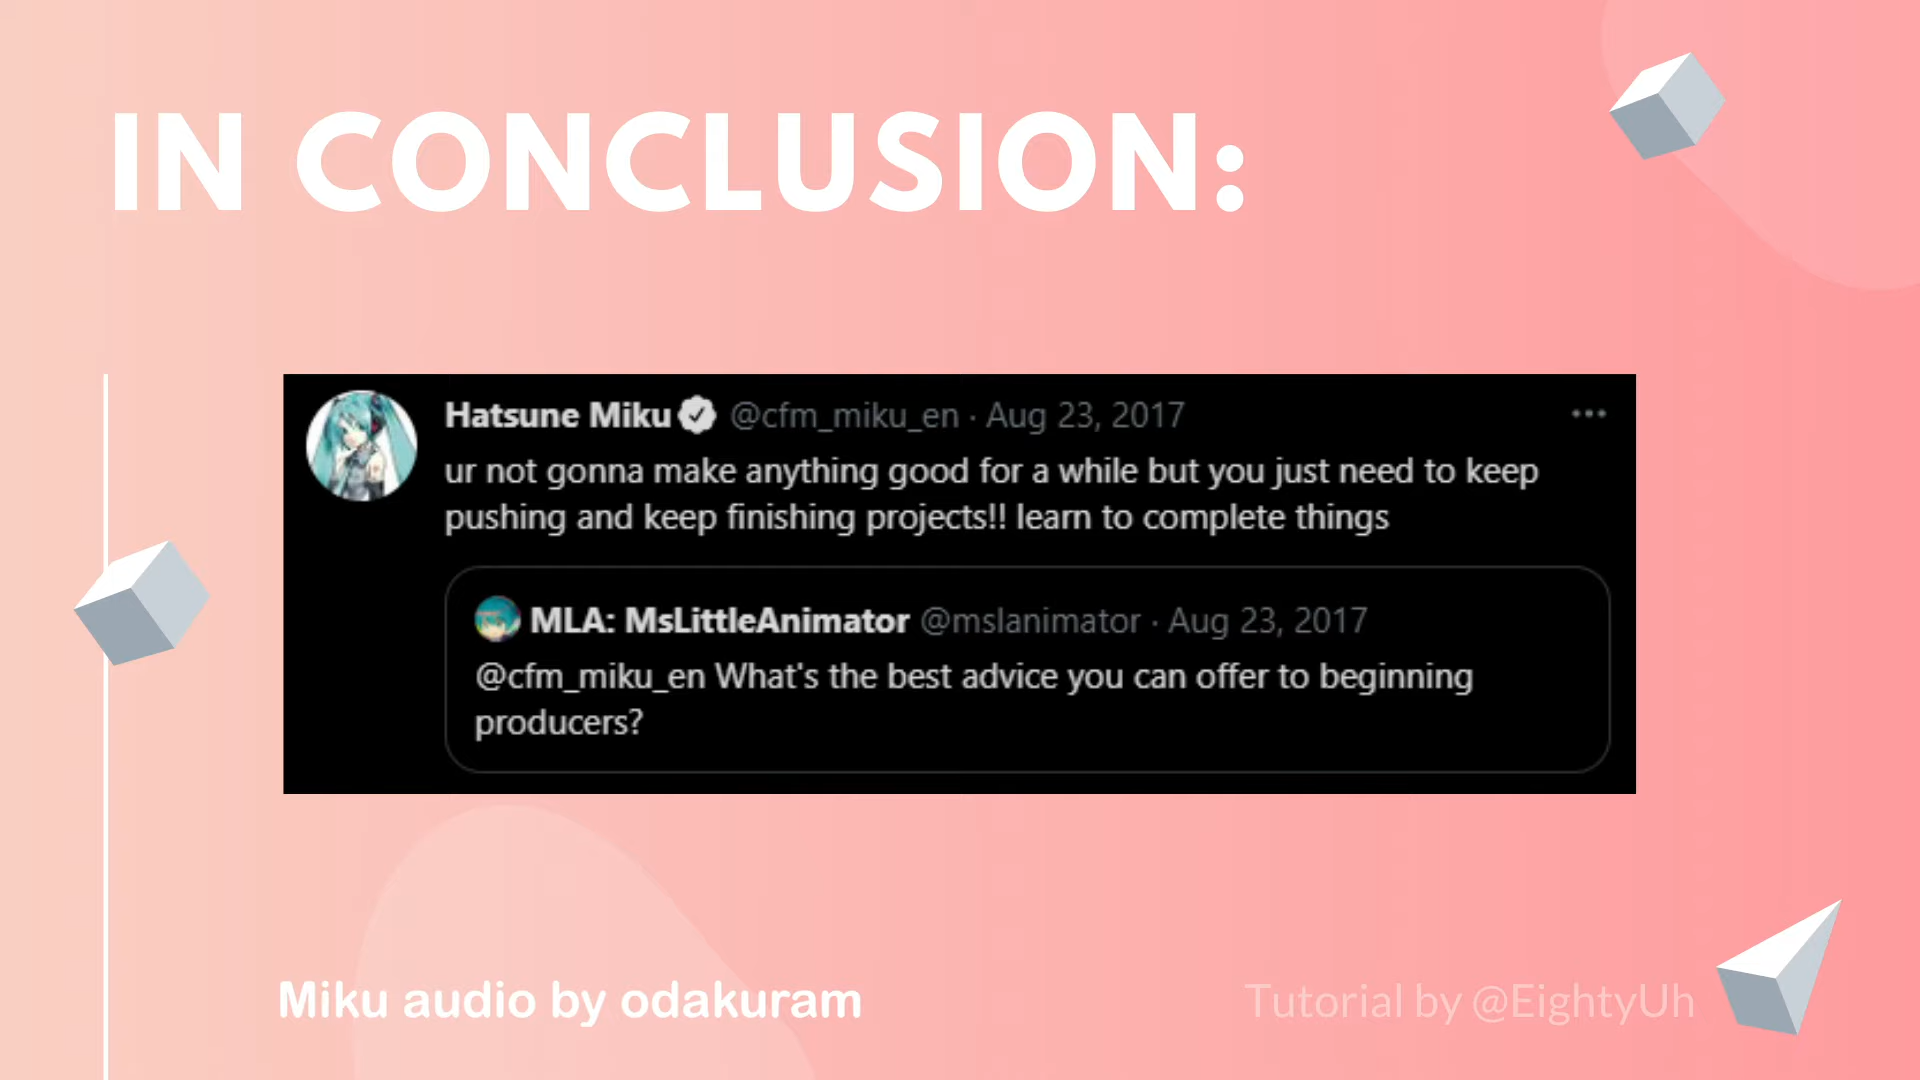 IN CONCLUSION:
Hatsune Miku @cfm_miku_en · Aug 23, 2017
ur not gonna make anything good for a while but you just need to keep
pushing and keep finishing projects!! learn to complete things
MLA: MsLittleAnimator @mslanimator · Aug 23, 2017
@cfm_miku_en What's the best advice you can offer to beginning
producers?
Miku audio by odakuram
Tutorial by @EightyUh